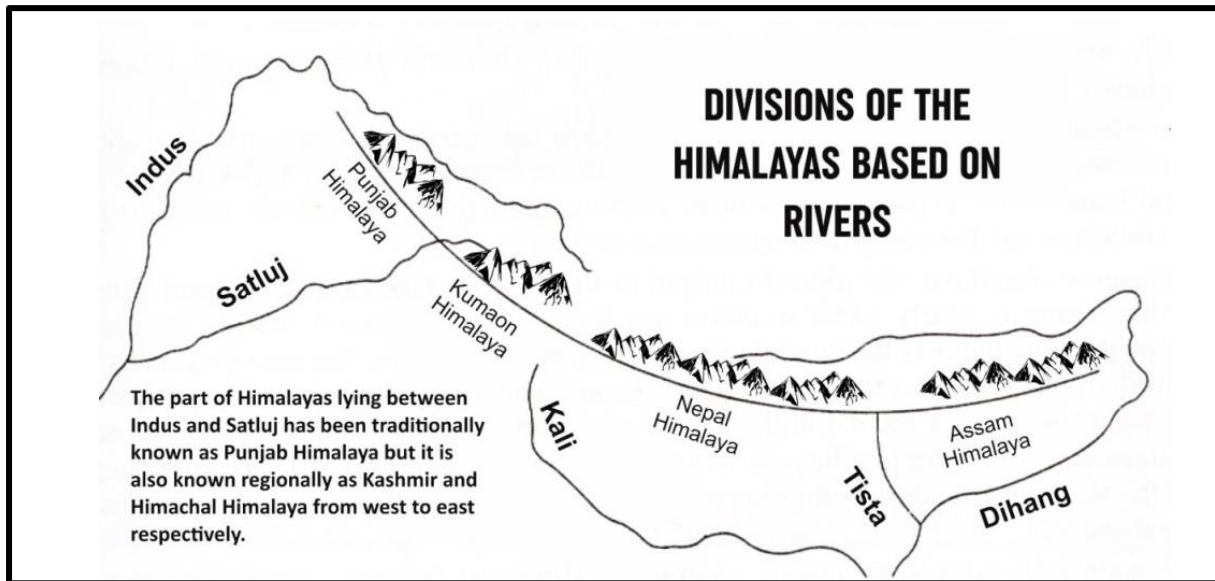 DIVISIONS OF THE
HIMALAYAS BASED ON
RIVERS
Indus
Punjab
Himalaya
Satluj
Kumaon
Himalaya
The part of Himalayas lying between
Indus and Satluj has been traditionally
known as Punjab Himalaya but it is
also known regionally as Kashmir and
Himachal Himalaya from west to east
respectively.
Kali
Nepal
Himalaya
Tista
Assam
Himalaya
Dihang